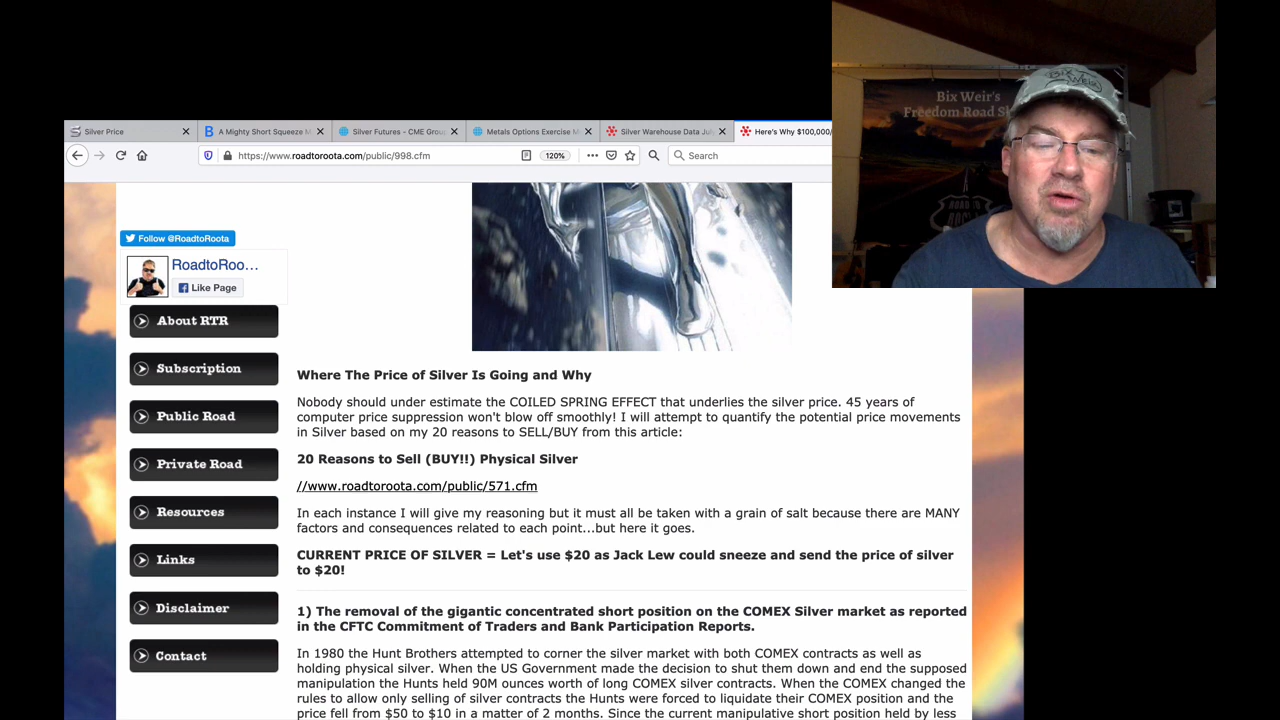 Bix Weir's
Freedom Road Sh
Bix Weir
ROAD TO
Silver Price
A Mighty Short Squeeze M
Silver Futures - CME Grou
Metals Options Exercise M
Silver Warehouse Data July
Here's Why $100,000/
https://www.roadtoroota.com/public/998.cfm
120%
Search
Follow @RoadtoRoota
RoadtoRoo...
Like Page
About RTR
Subscription
Public Road
Private Road
Resources
Links
Disclaimer
Contact
Where The Price of Silver Is Going and Why
Nobody should under estimate the COILED SPRING EFFECT that underlies the silver price. 45 years of
computer price suppression won't blow off smoothly! I will attempt to quantify the potential price movements
in Silver based on my 20 reasons to SELL/BUY from this article:
20 Reasons to Sell (BUY!!) Physical Silver
//www.roadtoroota.com/public/571.cfm
In each instance I will give my reasoning but it must all be taken with a grain of salt because there are MANY
factors and consequences related to each point...but here it goes.
CURRENT PRICE OF SILVER = Let's use $20 as Jack Lew could sneeze and send the price of silver
to $20!
1) The removal of the gigantic concentrated short position on the COMEX Silver market as reported
in the CFTC Commitment of Traders and Bank Participation Reports.
In 1980 the Hunt Brothers attempted to corner the silver market with both COMEX contracts as well as
holding physical silver. When the US Government made the decision to shut them down and end the supposed
manipulation the Hunts held 90M ounces worth of long COMEX silver contracts. When the COMEX changed the
rules to allow only selling of silver contracts the Hunts were forced to liquidate their COMEX position and the
price fell from $50 to $10 in a matter of 2 months. Since the current manipulative short position held by less